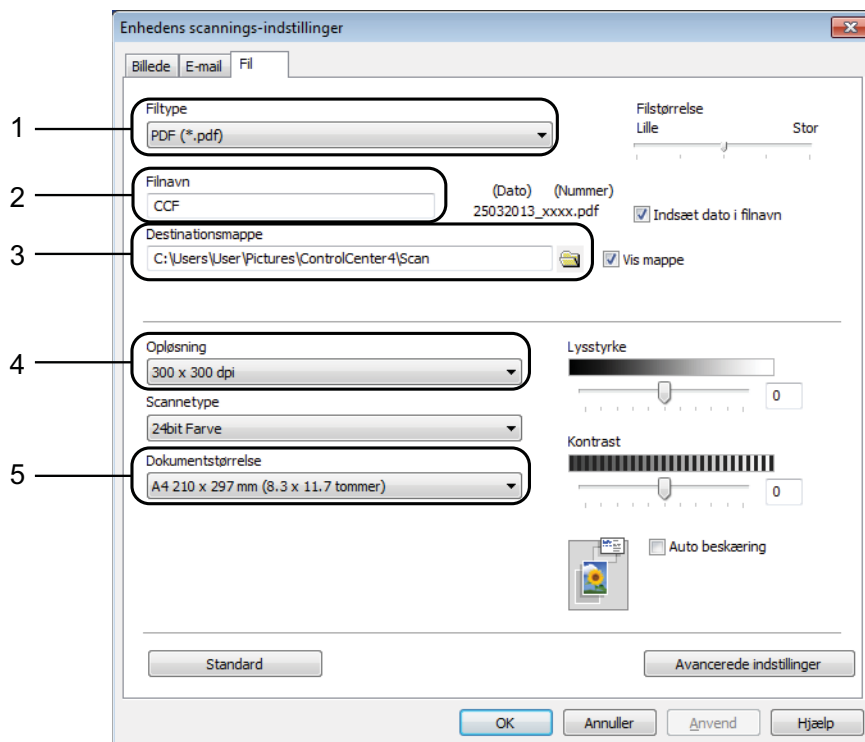 Enhedens scannings-indstillinger
Billede E-mail Fil
1
Filtype
PDF (*.pdf)
Filstørrelse
Lille Stor
2
Filnavn
CCF
(Dato) (Nummer)
25032013_xxxx.pdf
Indsæt dato i filnavn
3
Destinationsmappe
C:\Users\User\Pictures\ControlCenter4\Scan
Vis mappe
4
Opløsning
300 x 300 dpi
Lysstyrke
0
Scannetype
24bit Farve
5
Dokumentstørrelse
A4 210 x 297 mm (8.3 x 11.7 tommer)
Kontrast
0
Auto beskæring
Standard Avancerede indstillinger
OK Annuller Anvend Hjælp